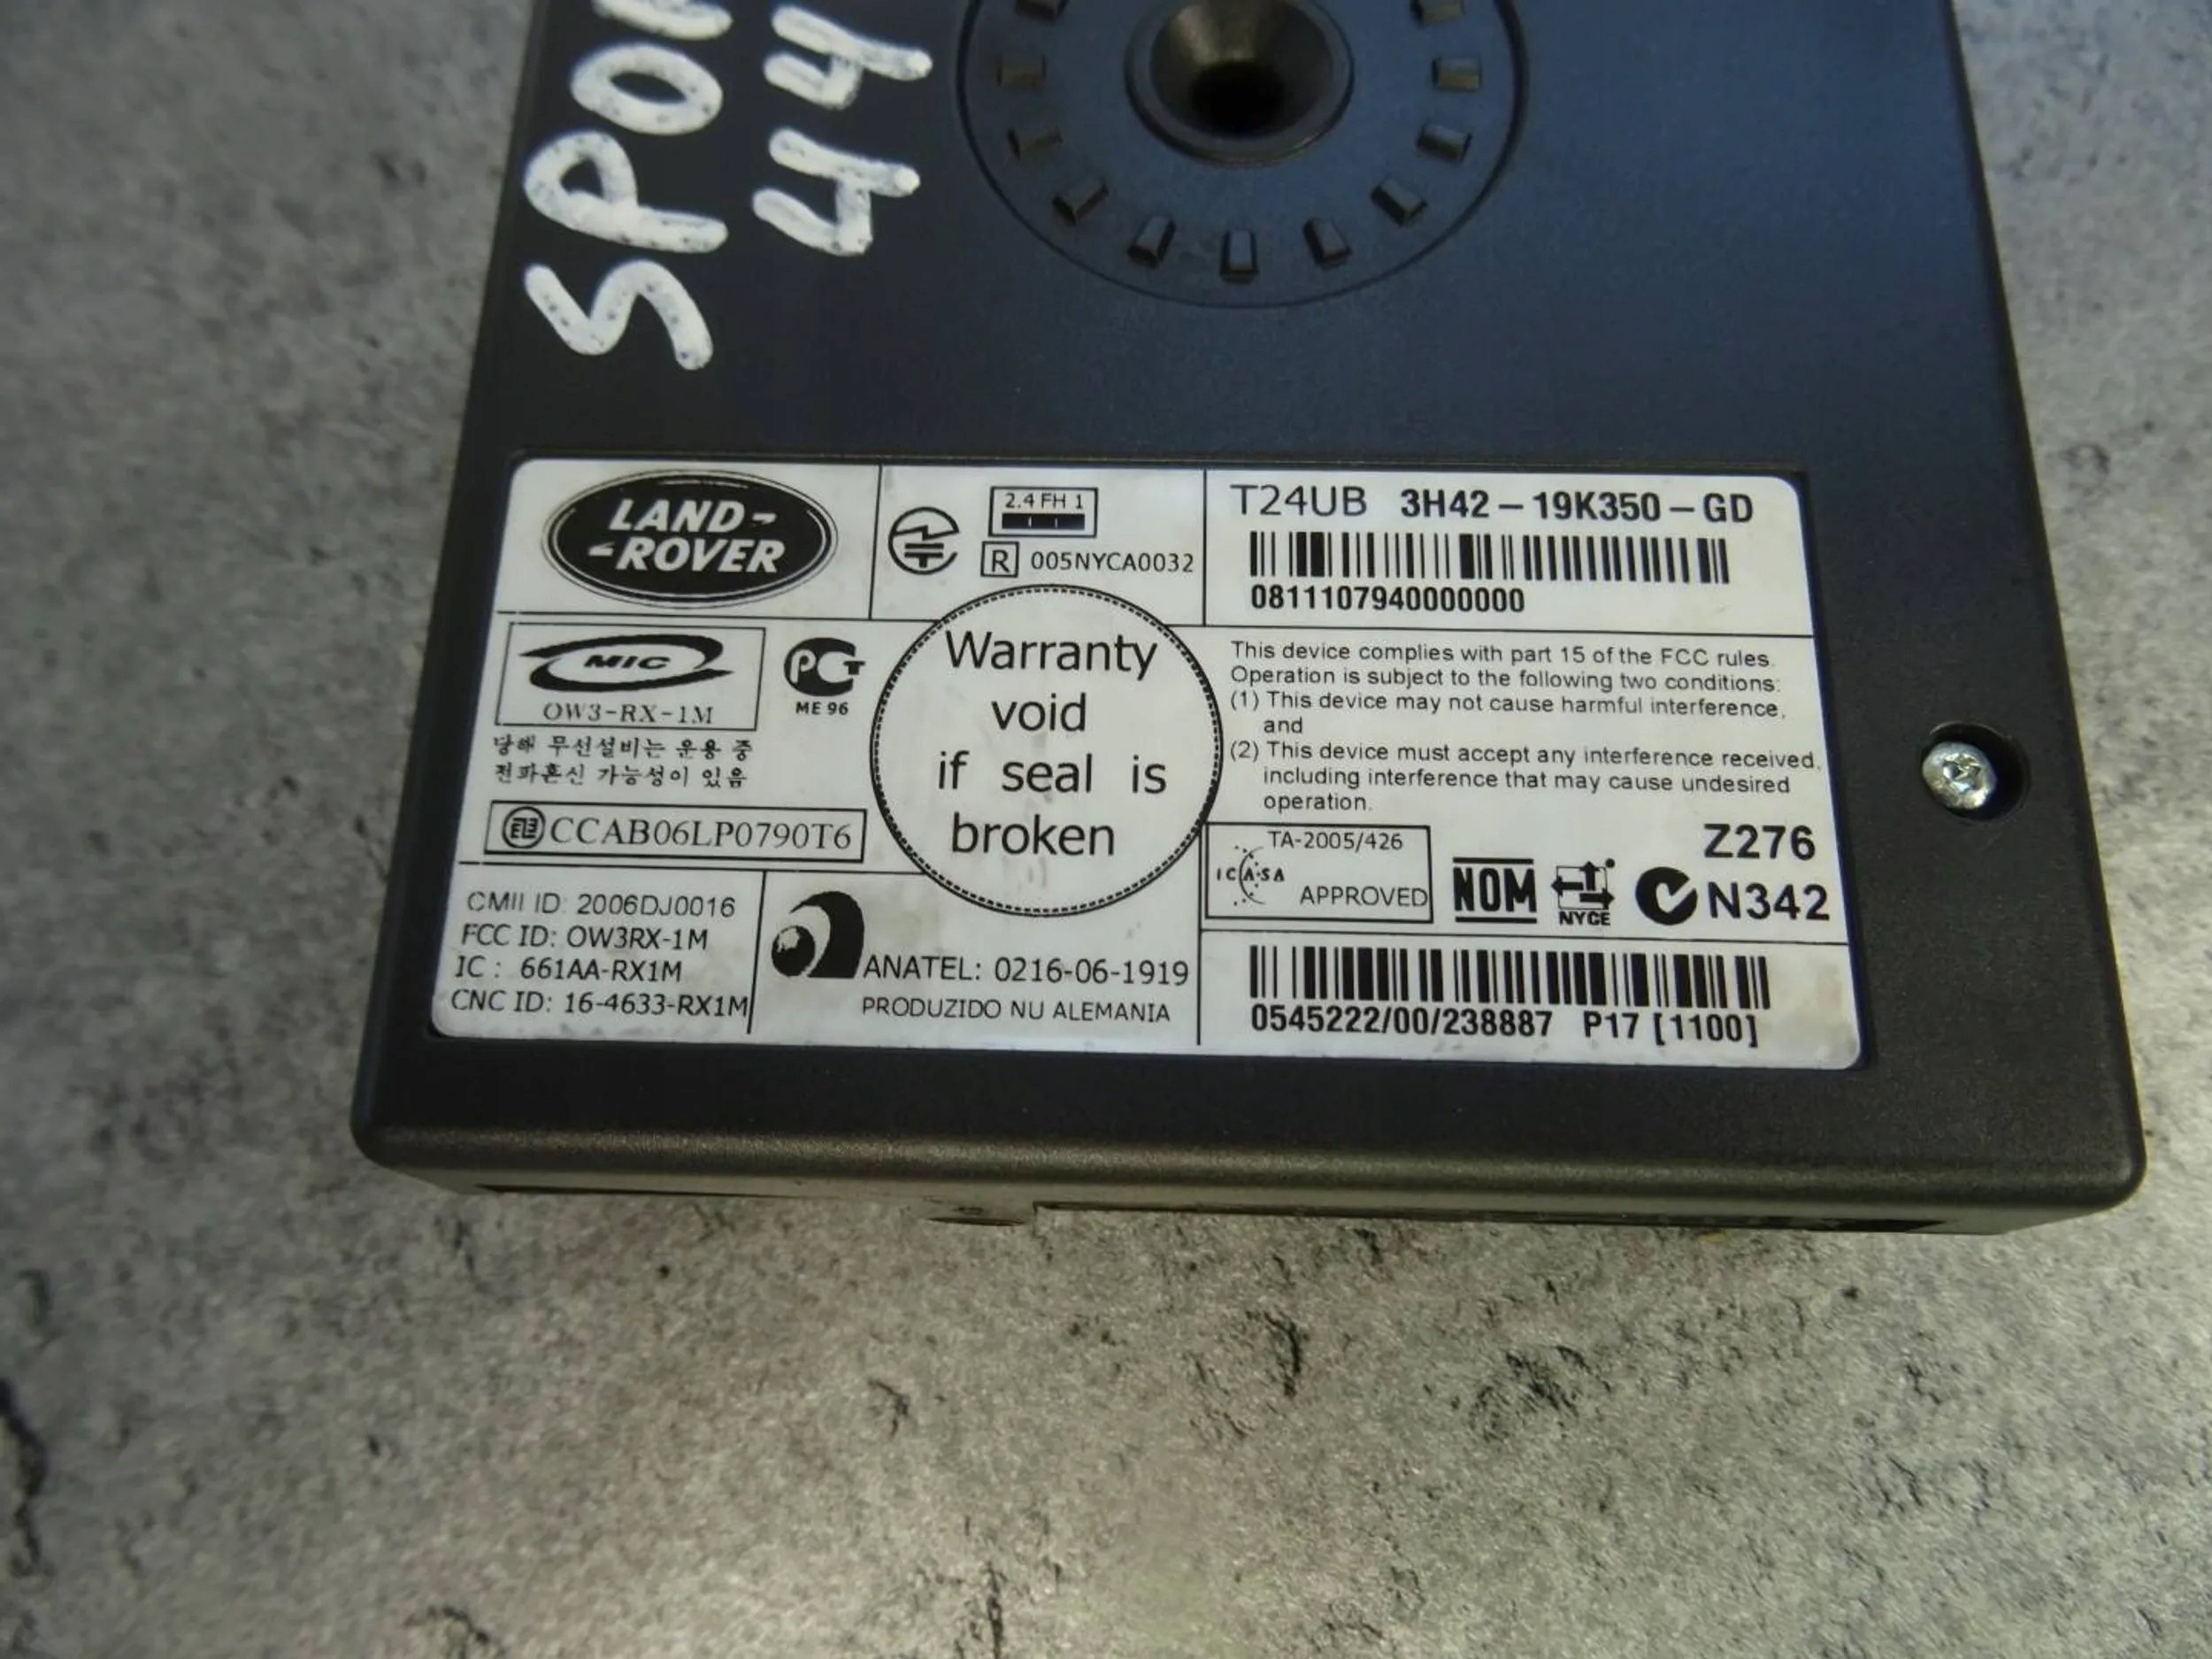 44
LAND-
-ROVER
2.4 FH 1
R 005NYCA0032
T24UB 3H42-19K350-GD
0811107940000000
MIC
OW3-RX-1M
PCT
ME 96
당해 무선설비는 운용 중
전파혼신 가능성이 있음
CCAB06LP0790T6
Warranty
void
if seal is
broken
This device complies with part 15 of the FCC rules.
Operation is subject to the following two conditions:
(1) This device may not cause harmful interference,
and
(2) This device must accept any interference received,
including interference that may cause undesired
operation.
TA-2005/426
ICASA
APPROVED
NOM
NYCE
Z276
N342
CMII ID: 2006DJ0016
FCC ID: OW3RX-1M
IC : 661AA-RX1M
CNC ID: 16-4633-RX1M
ANATEL: 0216-06-1919
PRODUZIDO NU ALEMANIA
0545222/00/238887 P17 [1100]